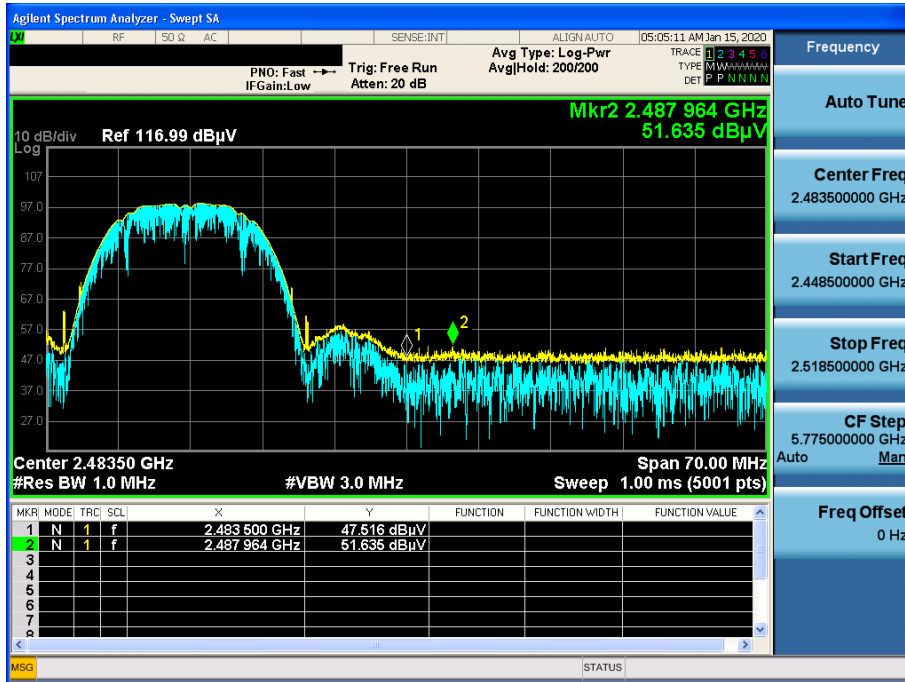 Agilent Spectrum Analyzer - Swept SA
LXI RF 50 Ω AC SENSE:INT ALIGN AUTO 05:05:11 AM Jan 15, 2020
PNO: Fast
IFGain:Low
Trig: Free Run
Atten: 20 dB
Avg Type: Log-Pwr
Avg|Hold: 200/200
TRACE 1 2 3 4 5 6
TYPE M W
DET P P N N N N
Mkr2 2.487 964 GHz
51.635 dBµV
10 dB/div
Log
Ref 116.99 dBµV
107
97.0
87.0
77.0
67.0
57.0
47.0
37.0
27.0
1
2
Center 2.48350 GHz
Span 70.00 MHz
#Res BW 1.0 MHz
#VBW 3.0 MHz
Sweep 1.00 ms (5001 pts)
MKR MODE TRC SCL X Y FUNCTION FUNCTION WIDTH FUNCTION VALUE
1 N 1 f 2.483 500 GHz 47.516 dBµV
2 N 1 f 2.487 964 GHz 51.635 dBµV
3
4
5
6
7
8
MSG
STATUS
Frequency
Auto Tune
Center Freq
2.483500000 GHz
Start Freq
2.448500000 GHz
Stop Freq
2.518500000 GHz
CF Step
5.775000000 GHz
Auto Man
Freq Offset
0 Hz